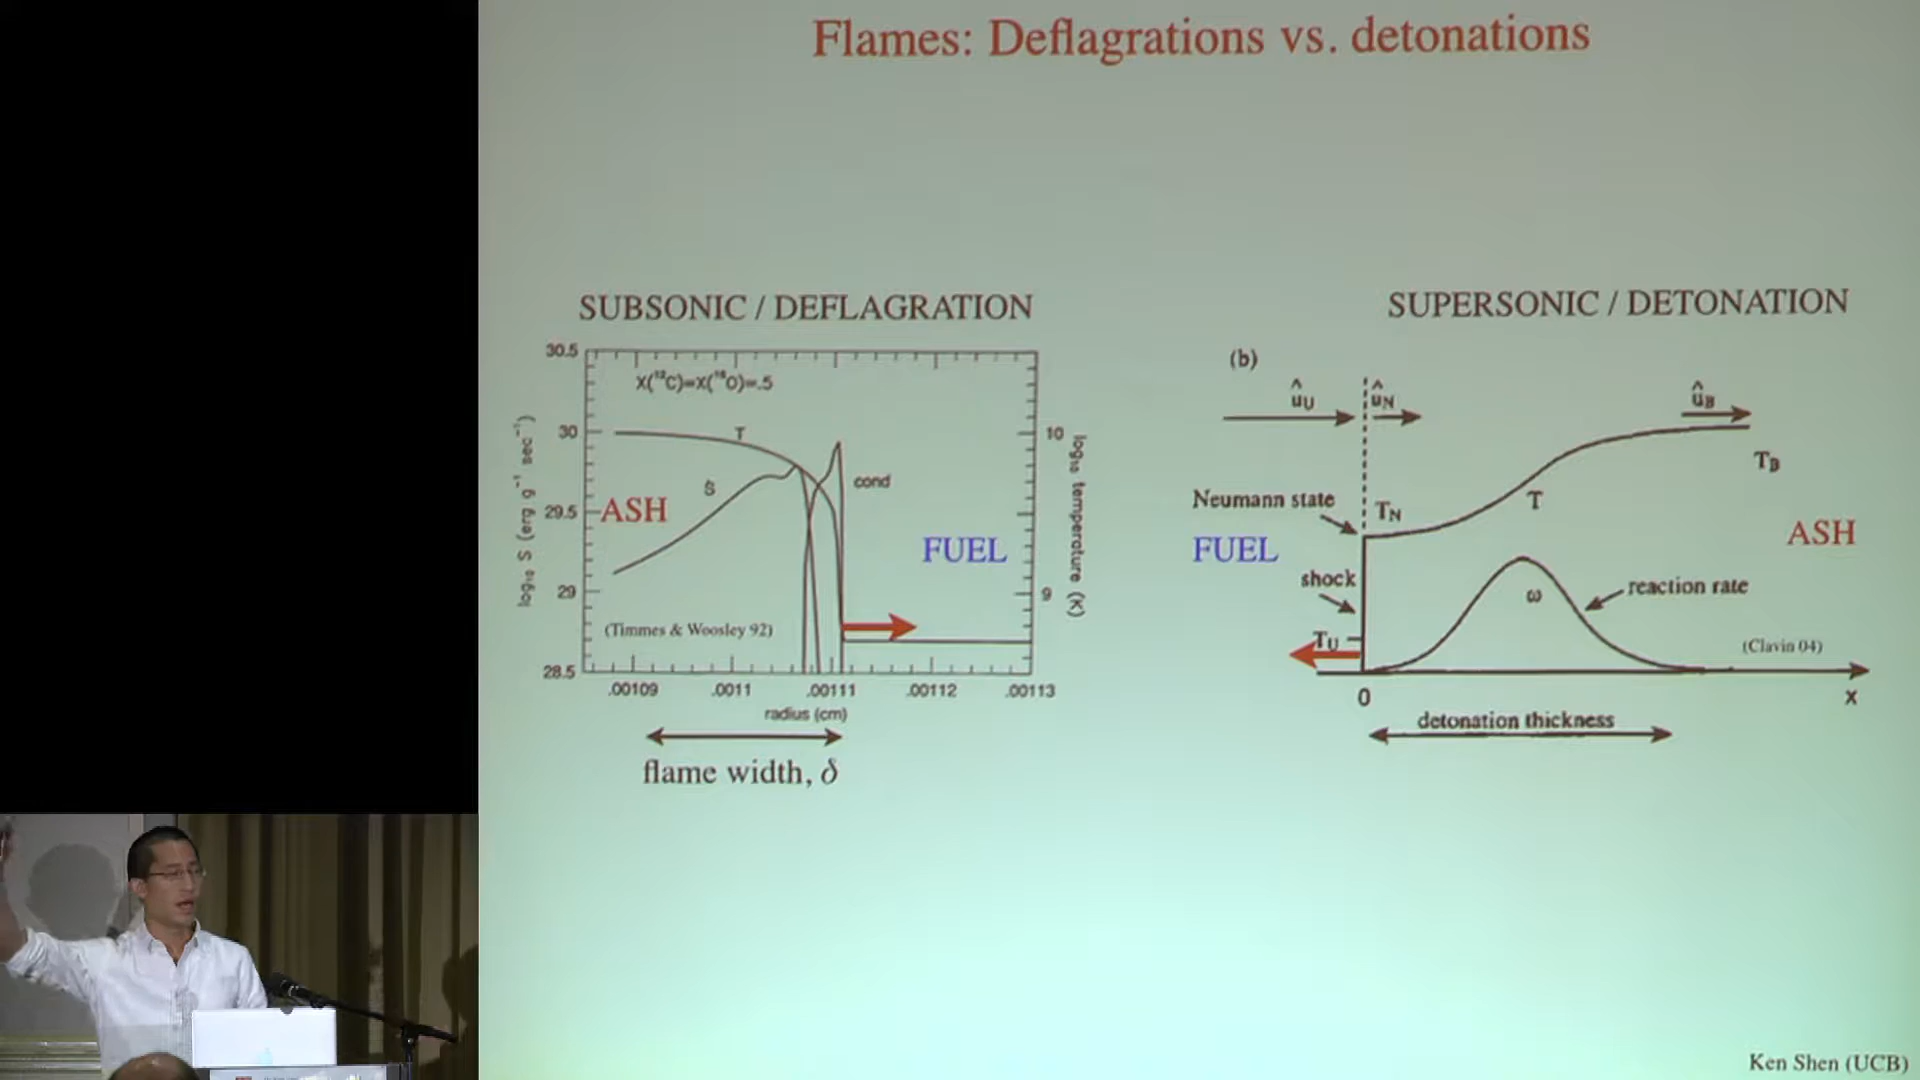 Flames: Deflagrations vs. detonations
SUBSONIC / DEFLAGRATION
30.5
X(¹²C)=X(¹⁶O)=.5
30
T
10
Ṡ
cond
ASH
29.5
FUEL
log₁₀ S (erg g⁻¹ sec⁻¹)
log₁₀ temperature (K)
29
9
(Timmes & Woosley 92)
28.5
.00109 .0011 .00111 .00112 .00113
radius (cm)
flame width, δ
SUPERSONIC / DETONATION
(b)
û_U û_N û_B
T_B
Neumann state
T_N
T
ASH
FUEL
shock
reaction rate
ω
T_U
(Clavin 04)
0
x
detonation thickness
Ken Shen (UCB)